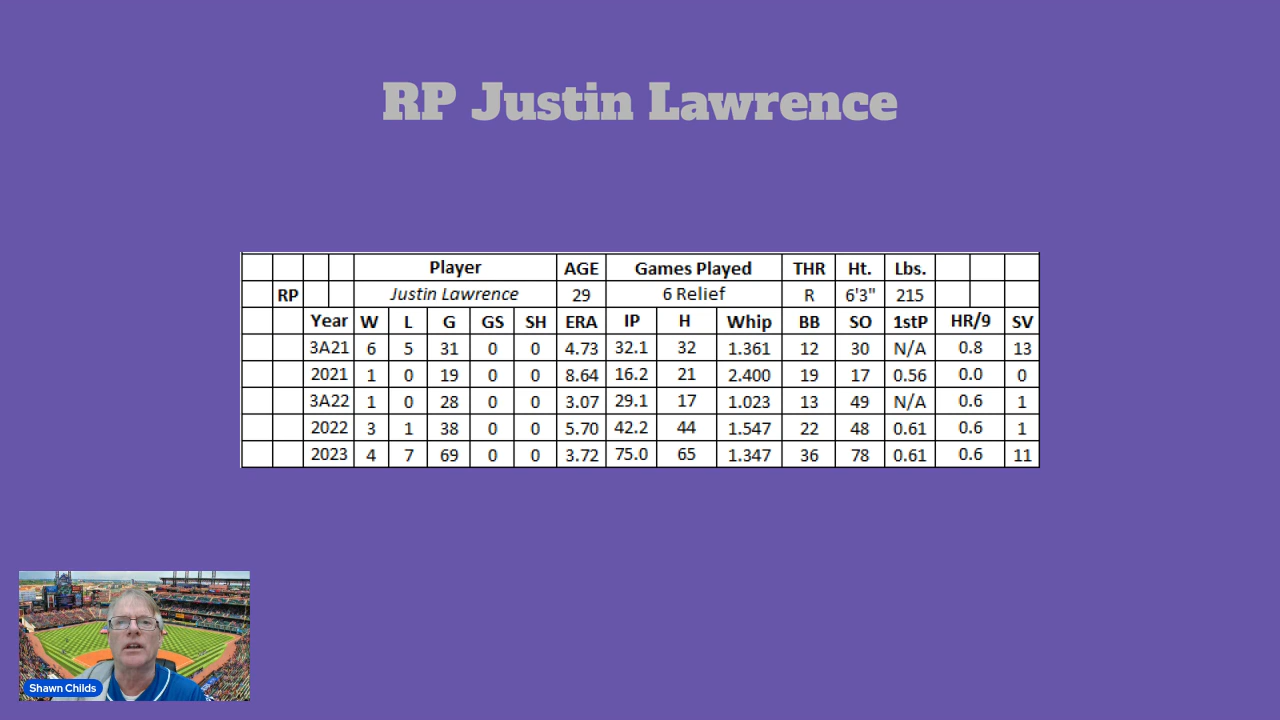 RP Justin Lawrence
Player AGE Games Played THR Ht. Lbs.
RP Justin Lawrence 29 6 Relief R 6'3" 215
Year W L G GS SH ERA IP H Whip BB SO 1stP HR/9 SV
3A21 6 5 31 0 0 4.73 32.1 32 1.361 12 30 N/A 0.8 13
2021 1 0 19 0 0 8.64 16.2 21 2.400 19 17 0.56 0.0 0
3A22 1 0 28 0 0 3.07 29.1 17 1.023 13 49 N/A 0.6 1
2022 3 1 38 0 0 5.70 42.2 44 1.547 22 48 0.61 0.6 1
2023 4 7 69 0 0 3.72 75.0 65 1.347 36 78 0.61 0.6 11
Shawn Childs